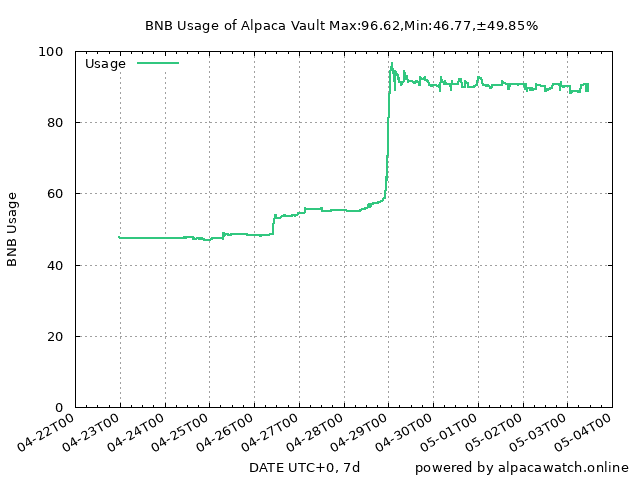 BNB Usage of Alpaca Vault Max:96.62,Min:46.77,±49.85%
Usage
BNB Usage
100
80
60
40
20
0
04-22T00
04-23T00
04-24T00
04-25T00
04-26T00
04-27T00
04-28T00
04-29T00
04-30T00
05-01T00
05-02T00
05-03T00
05-04T00
DATE UTC+0, 7d
powered by alpacawatch.online